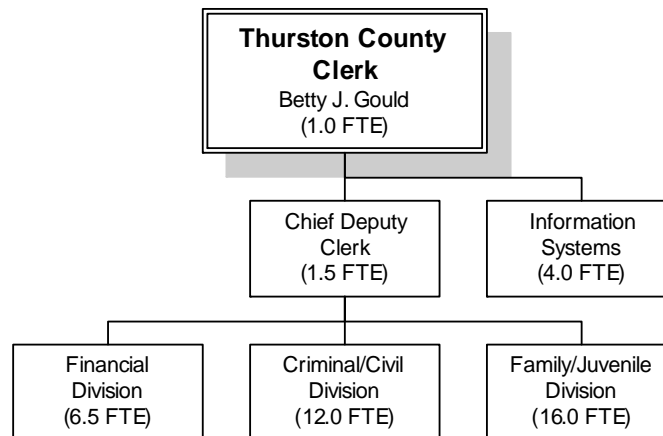 Thurston County
Clerk
Betty J. Gould
(1.0 FTE)
Chief Deputy
Clerk
(1.5 FTE)
Information
Systems
(4.0 FTE)
Financial
Division
(6.5 FTE)
Criminal/Civil
Division
(12.0 FTE)
Family/Juvenile
Division
(16.0 FTE)